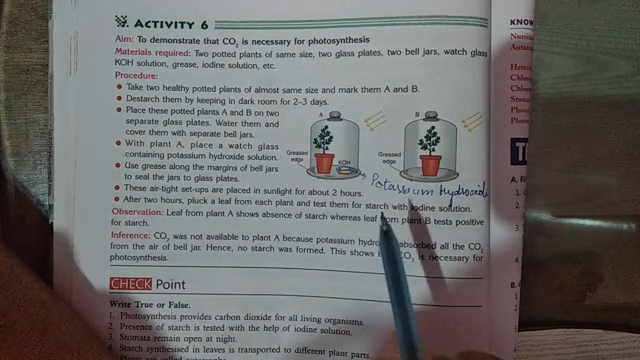 ACTIVITY 6
Aim: To demonstrate that CO₂ is necessary for photosynthesis
Materials required: Two potted plants of same size, two glass plates, two bell jars, watch glass
KOH solution, grease, iodine solution, etc.
Procedure:
• Take two healthy potted plants of almost same size and mark them A and B.
• Destarch them by keeping in dark room for 2–3 days.
• Place these potted plants A and B on two
separate glass plates. Water them and
cover them with separate bell jars.
• With plant A, place a watch glass
containing potassium hydroxide solution.
• Use grease along the margins of bell jars
to seal the jars to glass plates.
A
Greased
edge
KOH
B
Greased
edge
Potassium Hydroxide
• These air-tight set-ups are placed in sunlight for about 2 hours.
• After two hours, pluck a leaf from each plant and test them for starch with iodine solution.
Observation: Leaf from plant A shows absence of starch whereas leaf from plant B tests positive
for starch.
Inference: CO₂ was not available to plant A because potassium absorbed all the CO₂
from the air of bell jar. Hence, no starch was formed. This shows is necessary for
photosynthesis.
CHECK Point
Write True or False.
1. Photosynthesis provides carbon dioxide for all living organisms.
2. Presence of starch is tested with the help of iodine solution.
3. Stomata remain open at night.
4. Starch synthesised in leaves is transported to different plant parts.
KNOW